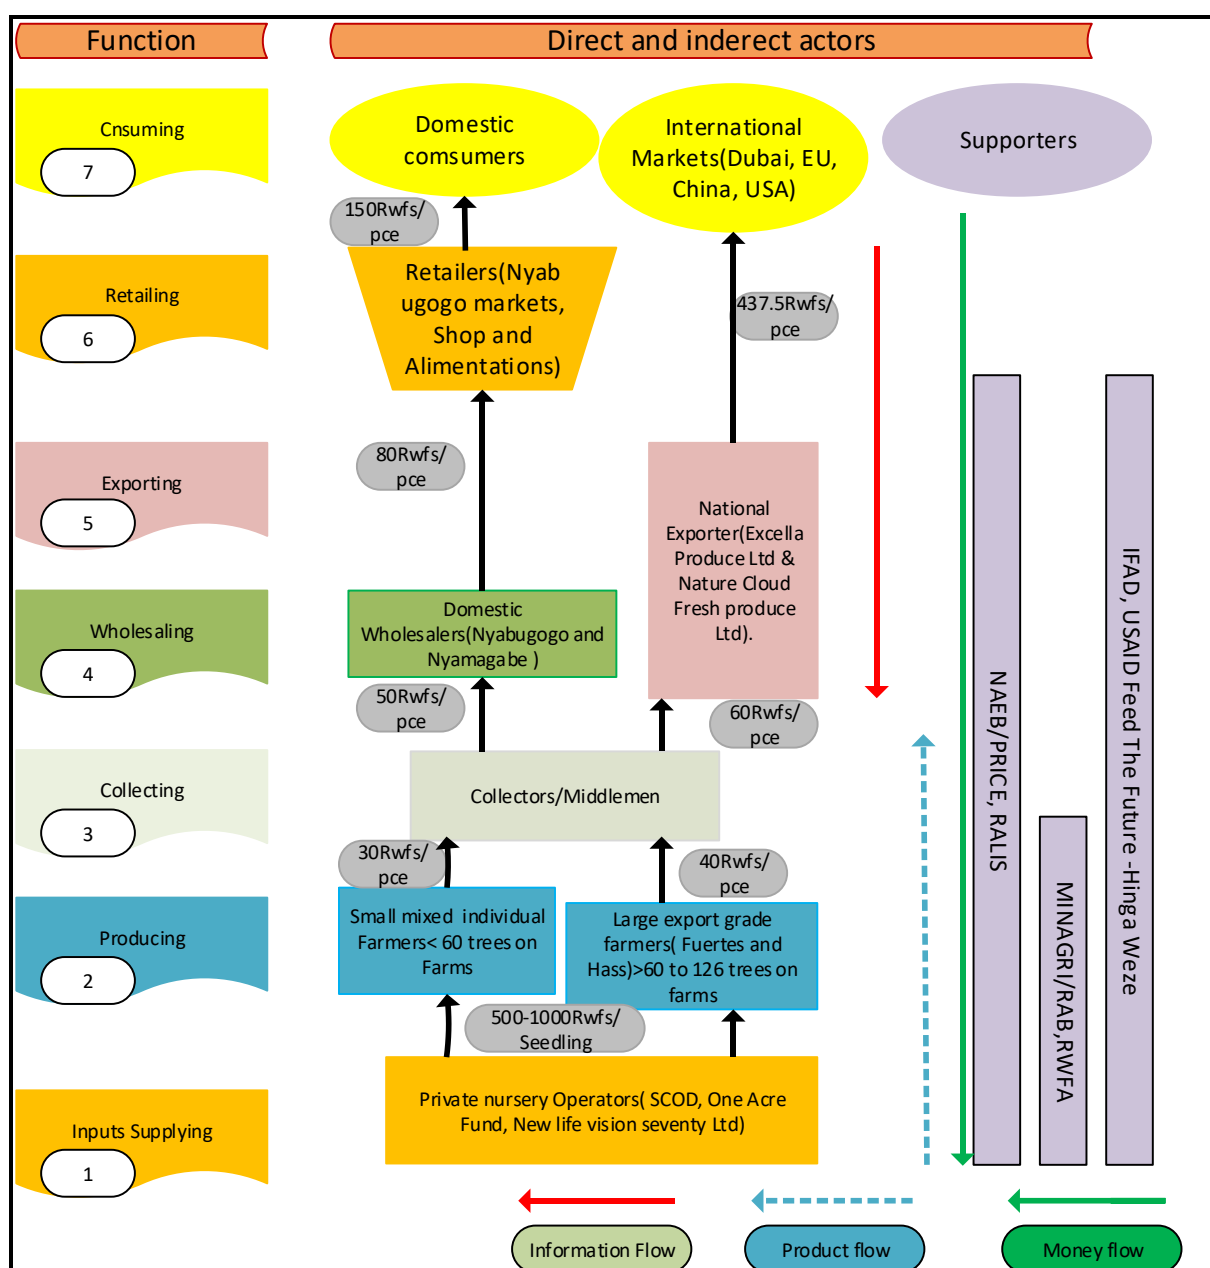 Function
Direct and inderect actors
Cnsuming
7
Domestic
comsumers
International
Markets(Dubai, EU,
China, USA)
Supporters
150Rwfs/
pce
Retailing
6
Retailers(Nyab
ugogo markets,
Shop and
Alimentations)
437.5Rwfs/
pce
80Rwfs/
pce
Exporting
5
National
Exporter(Excella
Produce Ltd &
Nature Cloud
Fresh produce
Ltd).
Wholesaling
4
Domestic
Wholesalers(Nyabugogo and
Nyamagabe )
50Rwfs/
pce
60Rwfs/
pce
Collecting
3
Collectors/Middlemen
30Rwfs/
pce
40Rwfs/
pce
Producing
2
Small mixed individual
Farmers< 60 trees on
Farms
Large export grade
farmers( Fuertes and
Hass)>60 to 126 trees on
farms
500-1000Rwfs/
Seedling
Inputs Supplying
1
Private nursery Operators( SCOD, One Acre
Fund, New life vision seventy Ltd)
NAEB/PRICE, RALIS
MINAGRI/RAB,RWFA
IFAD, USAID Feed The Future -Hinga Weze
Information Flow
Product flow
Money flow